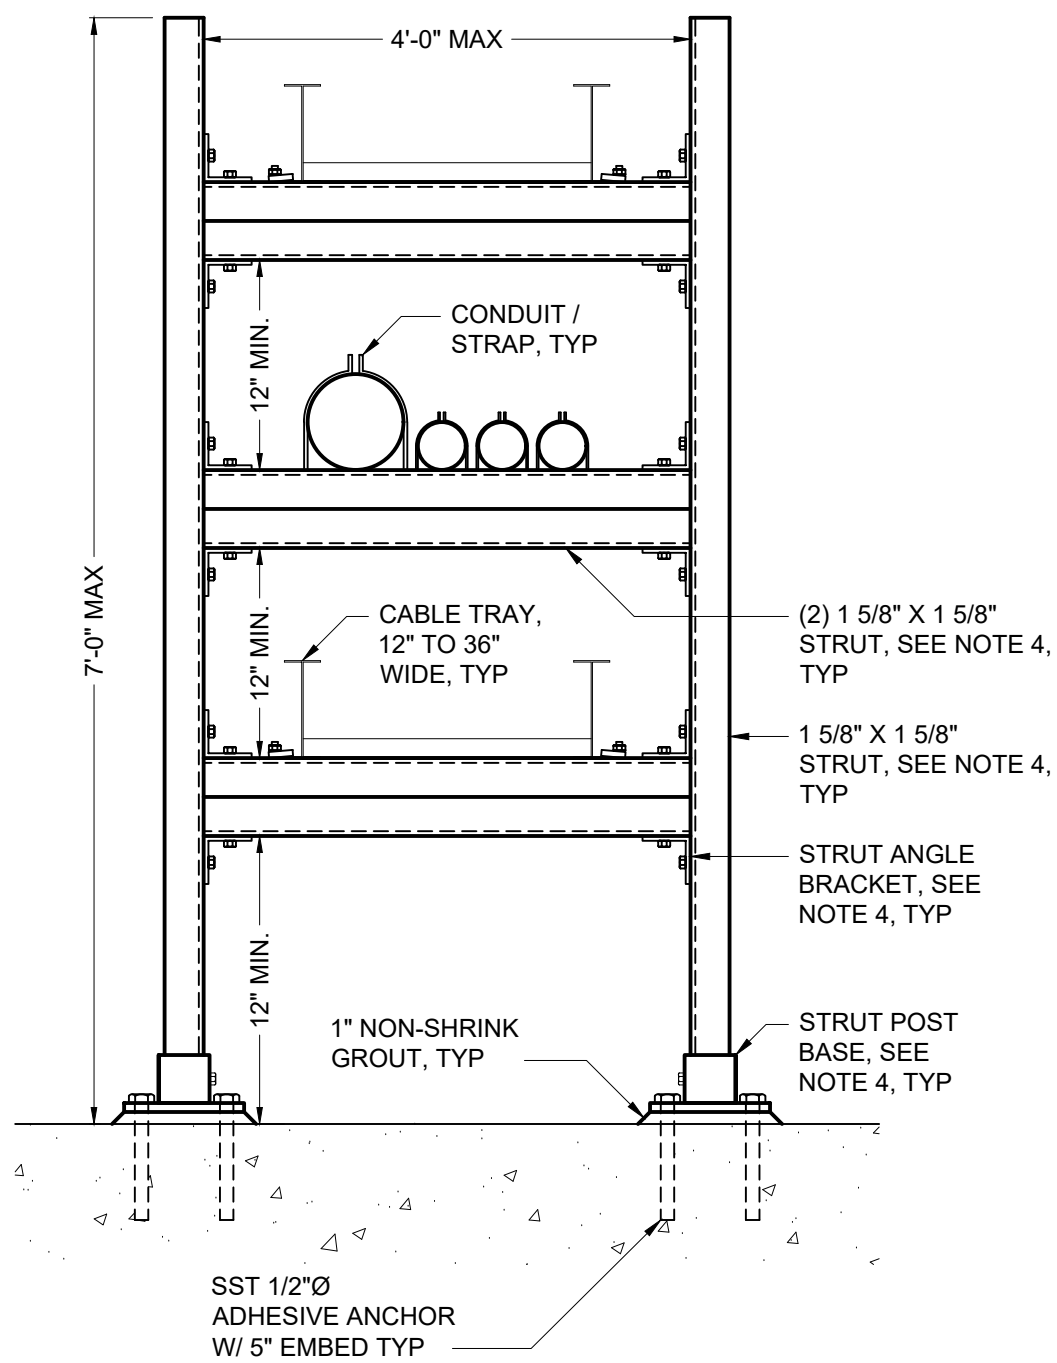 4'-0" MAX
CONDUIT /
STRAP, TYP
12" MIN.
7'-0" MAX
12" MIN.
CABLE TRAY,
12" TO 36"
WIDE, TYP
(2) 1 5/8" X 1 5/8"
STRUT, SEE NOTE 4,
TYP
1 5/8" X 1 5/8"
STRUT, SEE NOTE 4,
TYP
STRUT ANGLE
BRACKET, SEE
NOTE 4, TYP
12" MIN.
1" NON-SHRINK
GROUT, TYP
STRUT POST
BASE, SEE
NOTE 4, TYP
SST 1/2"Ø
ADHESIVE ANCHOR
W/ 5" EMBED TYP